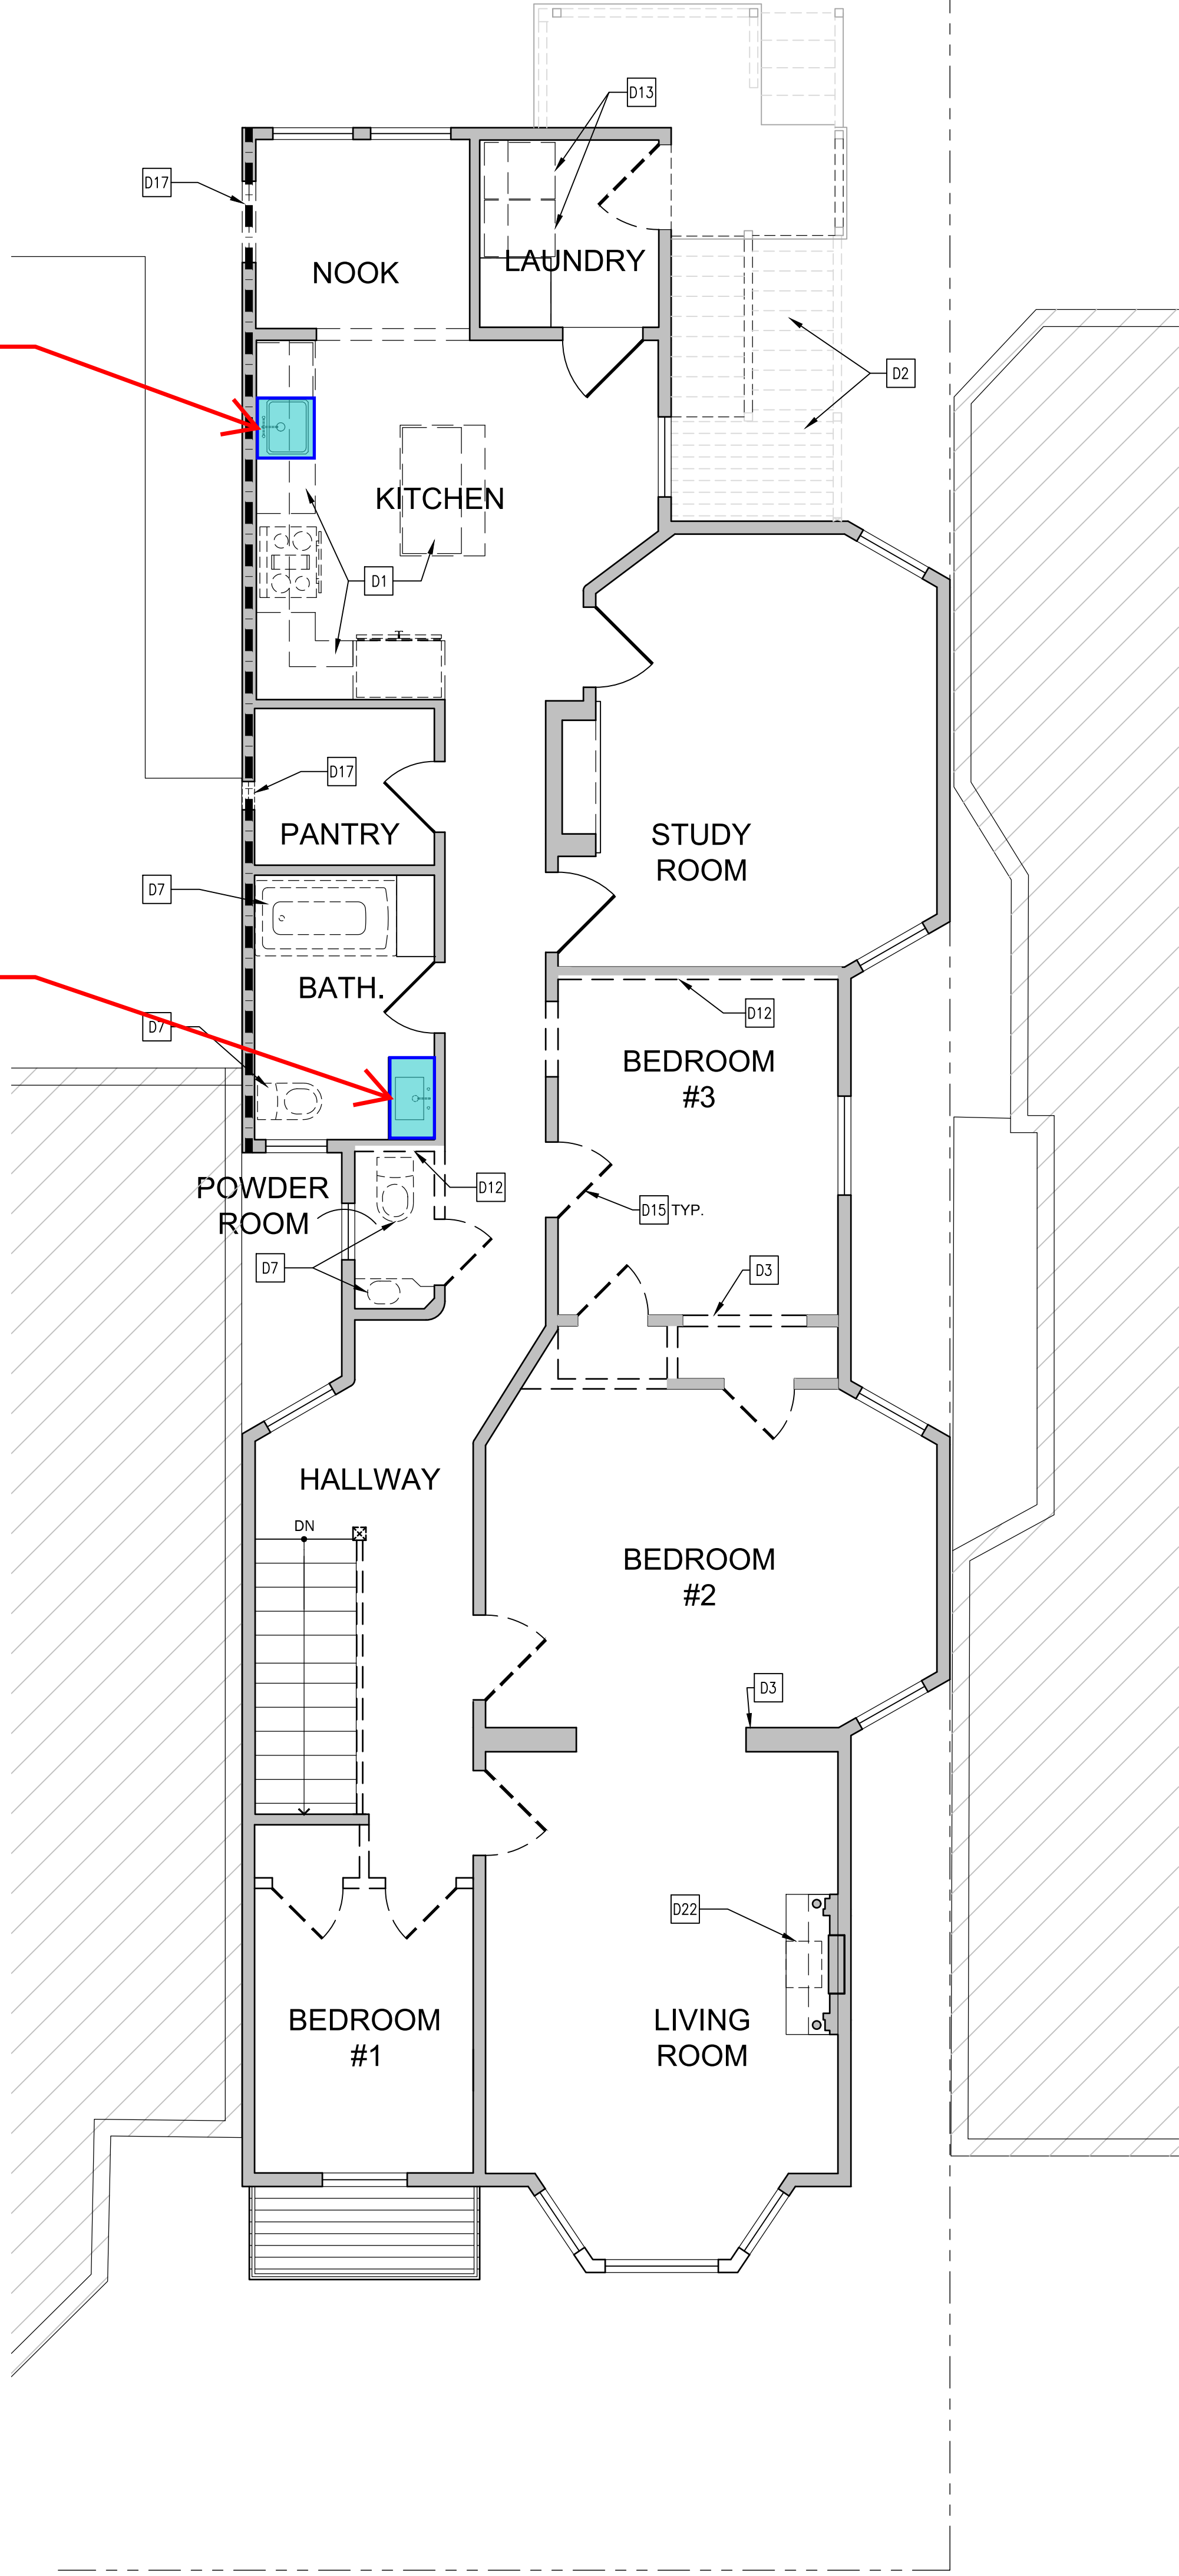 D13
D17
NOOK
LAUNDRY
D2
KITCHEN
D1
D17
PANTRY
STUDY
ROOM
D7
BATH.
D12
D7
BEDROOM
#3
POWDER
ROOM
D12
D15 TYP.
D7
D3
HALLWAY
DN
BEDROOM
#2
D3
D22
BEDROOM
#1
LIVING
ROOM